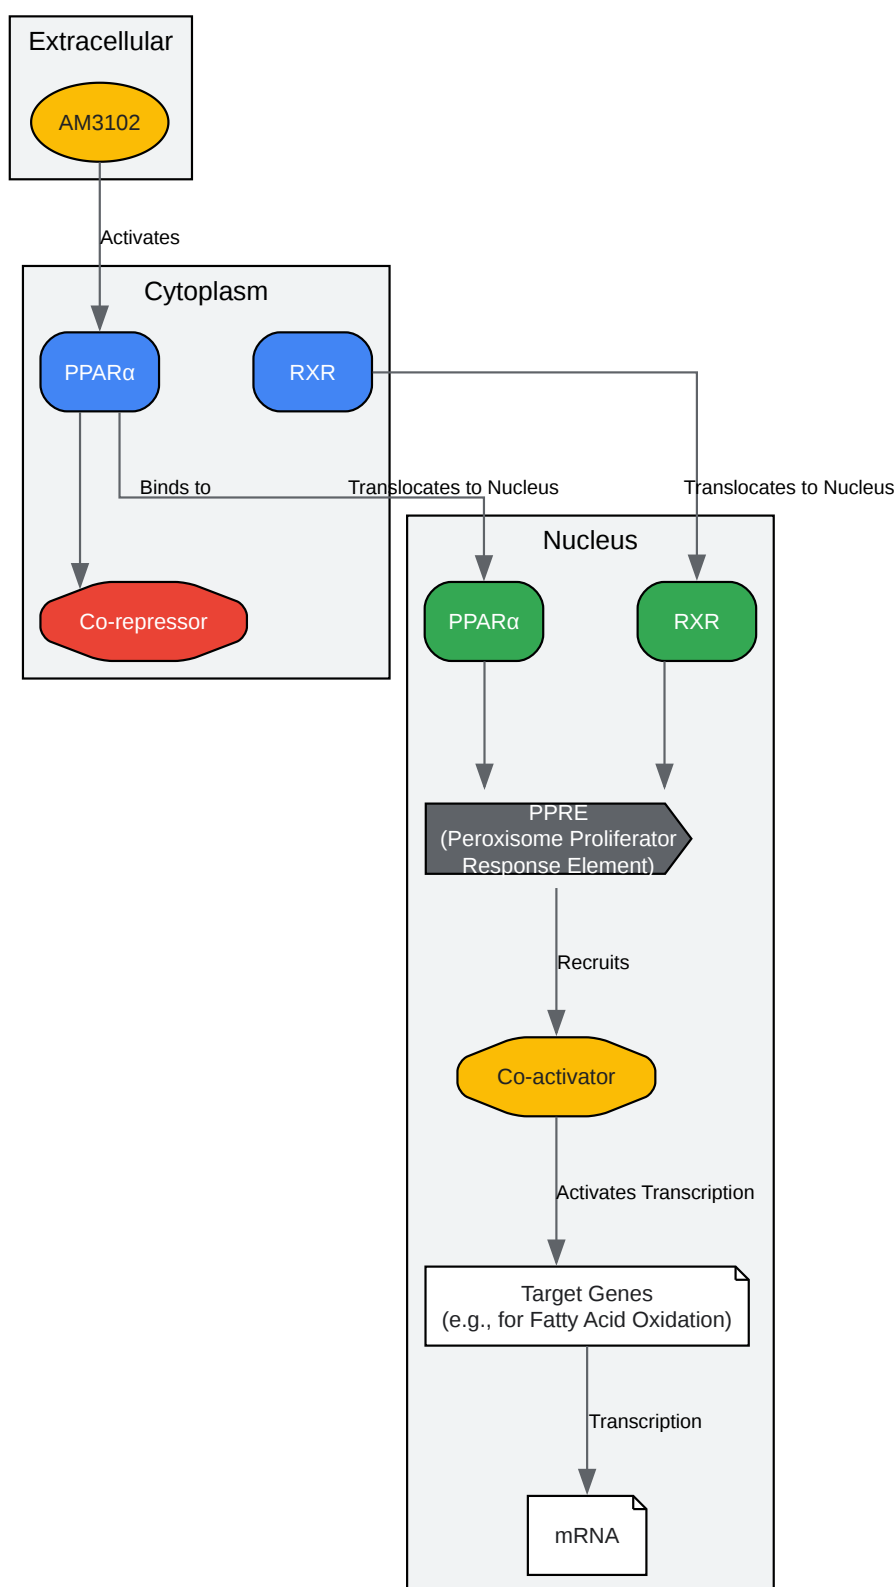 Extracellular
AM3102
Activates
Cytoplasm
PPARα
RXR
Binds to
Translocates to Nucleus
Translocates to Nucleus
Nucleus
Co-repressor
PPARα
RXR
PPRE
(Peroxisome Proliferator
Response Element)
Recruits
Co-activator
Activates Transcription
Target Genes
(e.g., for Fatty Acid Oxidation)
Transcription
mRNA